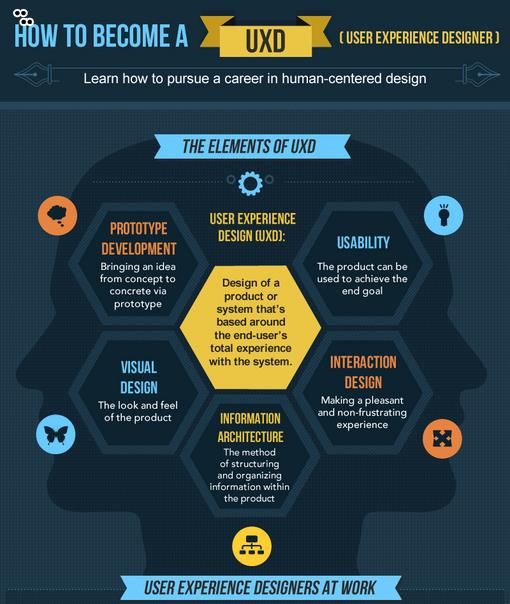 HOW TO BECOME A UXD ( USER EXPERIENCE DESIGNER )
Learn how to pursue a career in human-centered design
THE ELEMENTS OF UXD
PROTOTYPE
DEVELOPMENT
Bringing an idea
from concept to
concrete via
prototype
USER EXPERIENCE
DESIGN (UXD):
Design of a
product or
system that's
based around
the end-user's
total experience
with the system.
USABILITY
The product can be
used to achieve the
end goal
VISUAL
DESIGN
The look and feel
of the product
INTERACTION
DESIGN
Making a pleasant
and non-frustrating
experience
INFORMATION
ARCHITECTURE
The method
of structuring
and organizing
information within
the product
USER EXPERIENCE DESIGNERS AT WORK